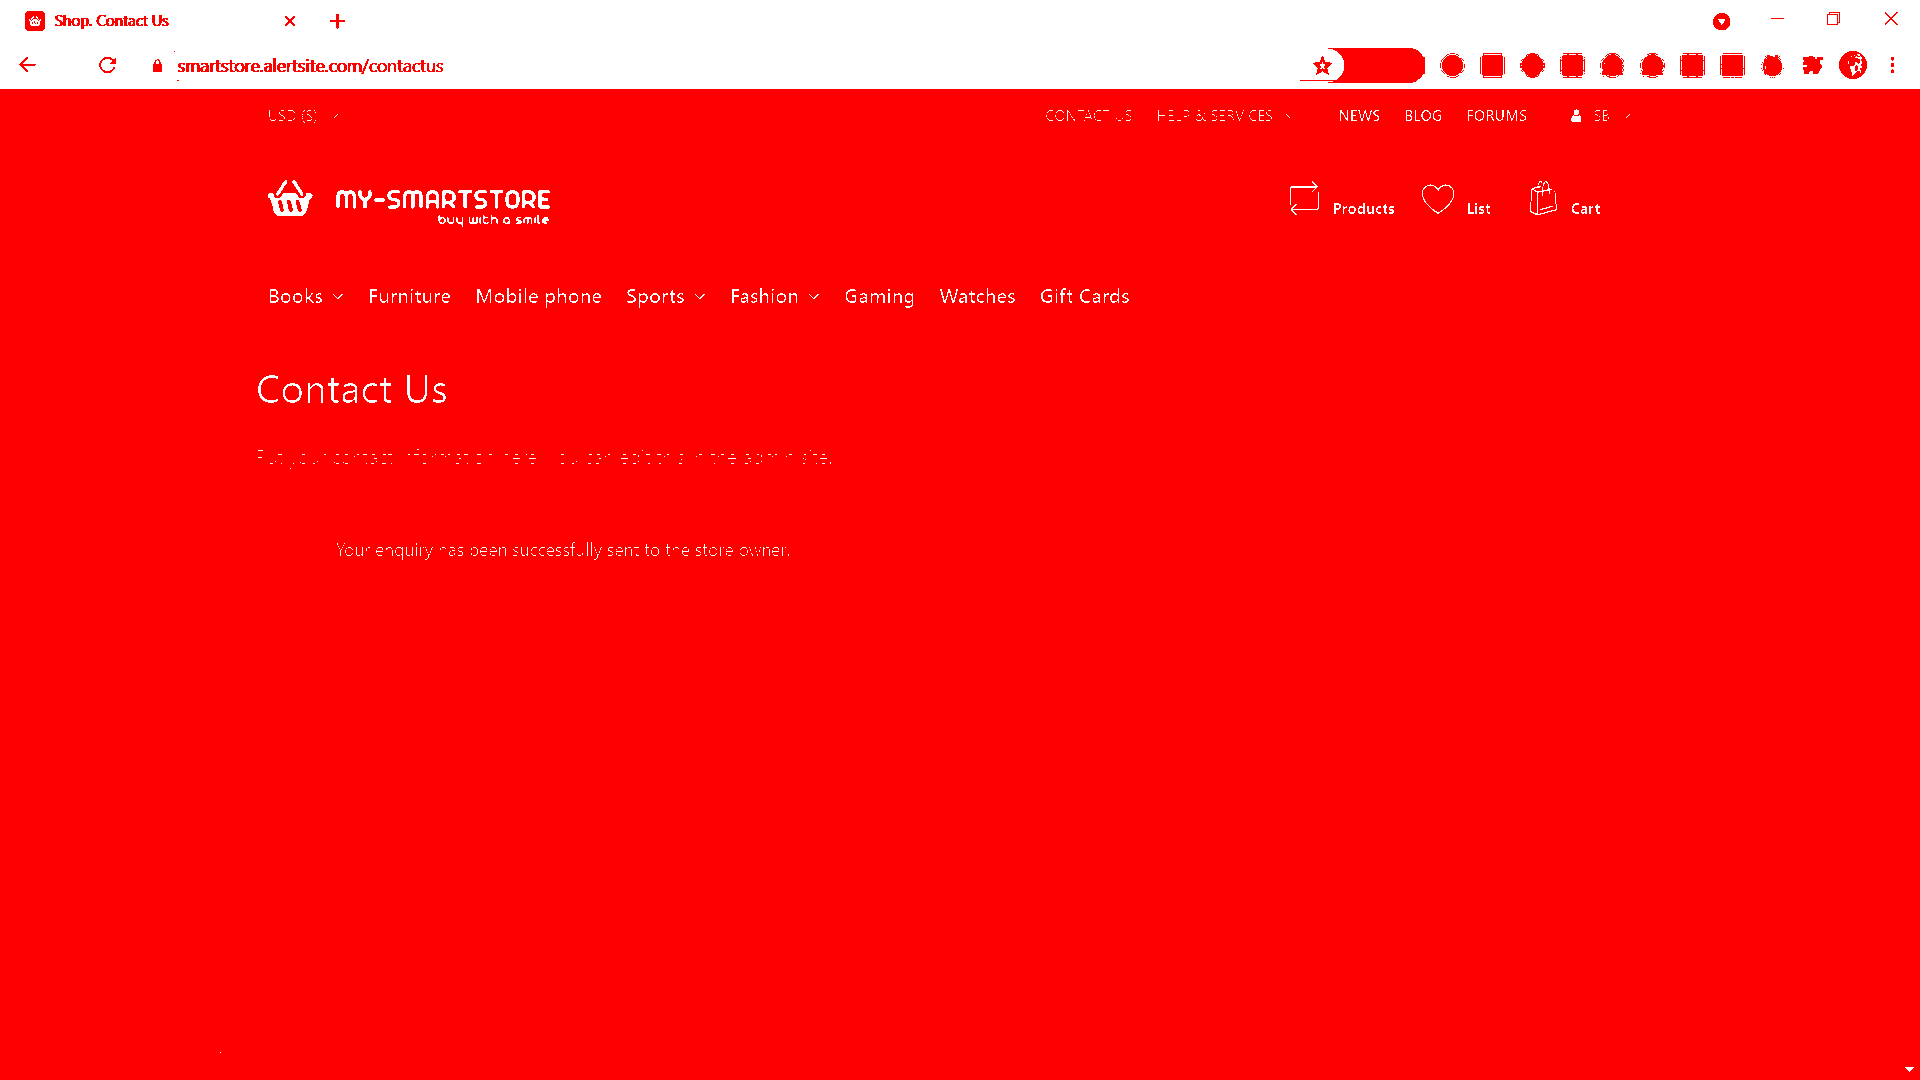 Shop. Contact Us
smartstore.alertsite.com/contactus
USD ($) CONTACT US HELP & SERVICES NEWS BLOG FORUMS SB
MY-SMARTSTORE
buy with a smile
Products List Cart
Books Furniture Mobile phone Sports Fashion Gaming Watches Gift Cards
Contact Us
Put your contact information here. You can edit this in the admin site.
Your enquiry has been successfully sent to the store owner.